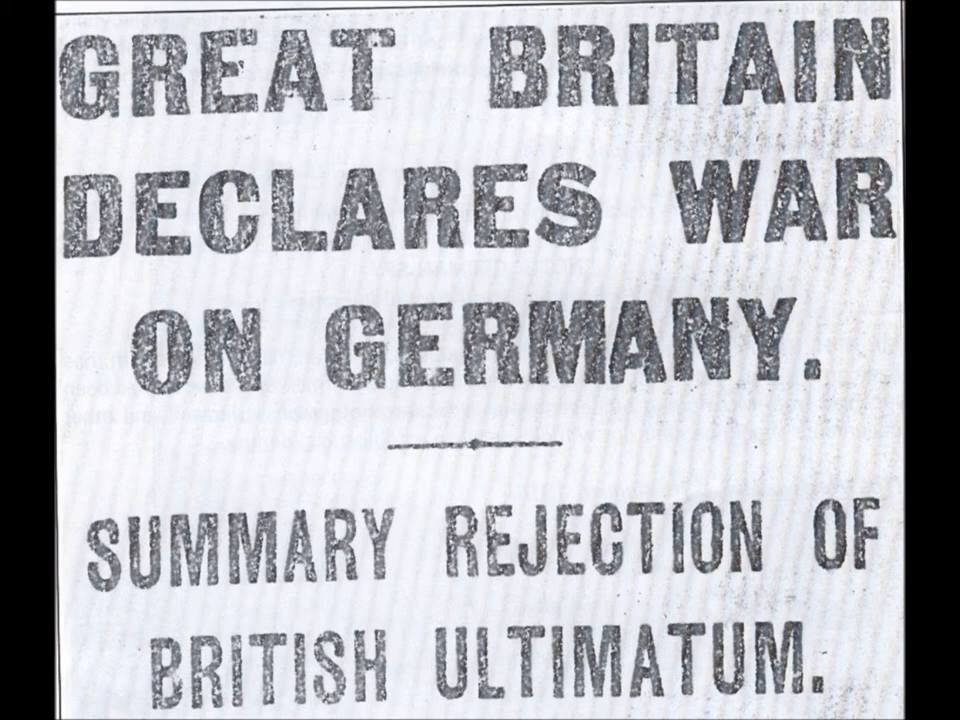 GREAT BRITAIN
DECLARES WAR
ON GERMANY.
SUMMARY REJECTION OF
BRITISH ULTIMATUM.